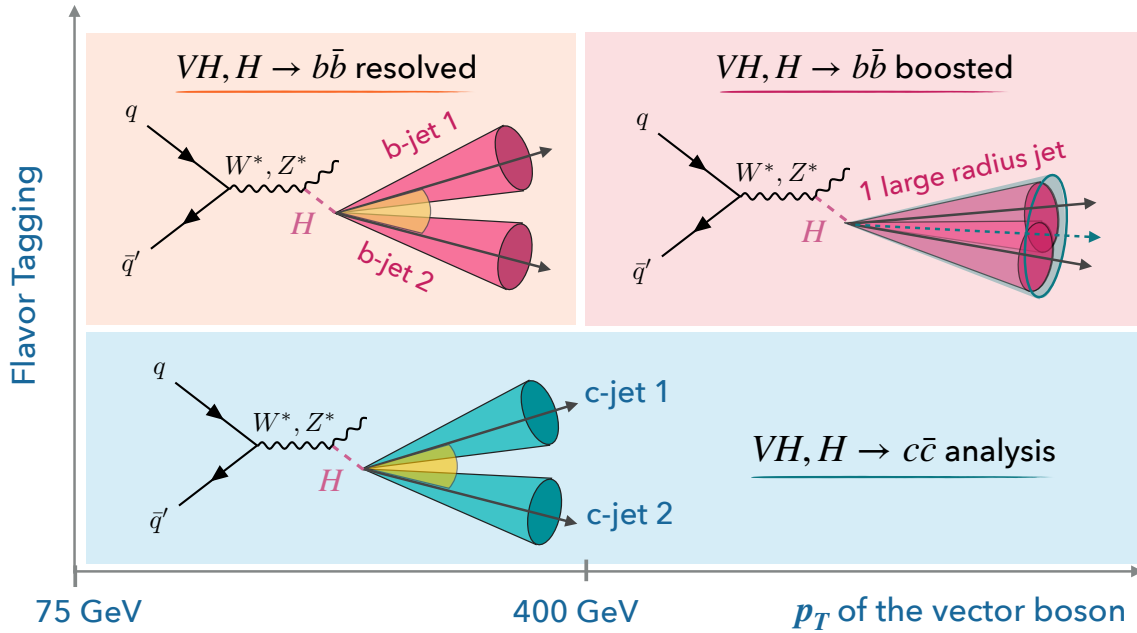 Flavor Tagging
VH, H → bb̄ resolved
q
W*, Z*
H
q̄′
b-jet 1
b-jet 2
VH, H → bb̄ boosted
q
W*, Z*
H
q̄′
1 large radius jet
q
W*, Z*
H
q̄′
c-jet 1
c-jet 2
VH, H → cc̄ analysis
75 GeV
400 GeV
p_T of the vector boson